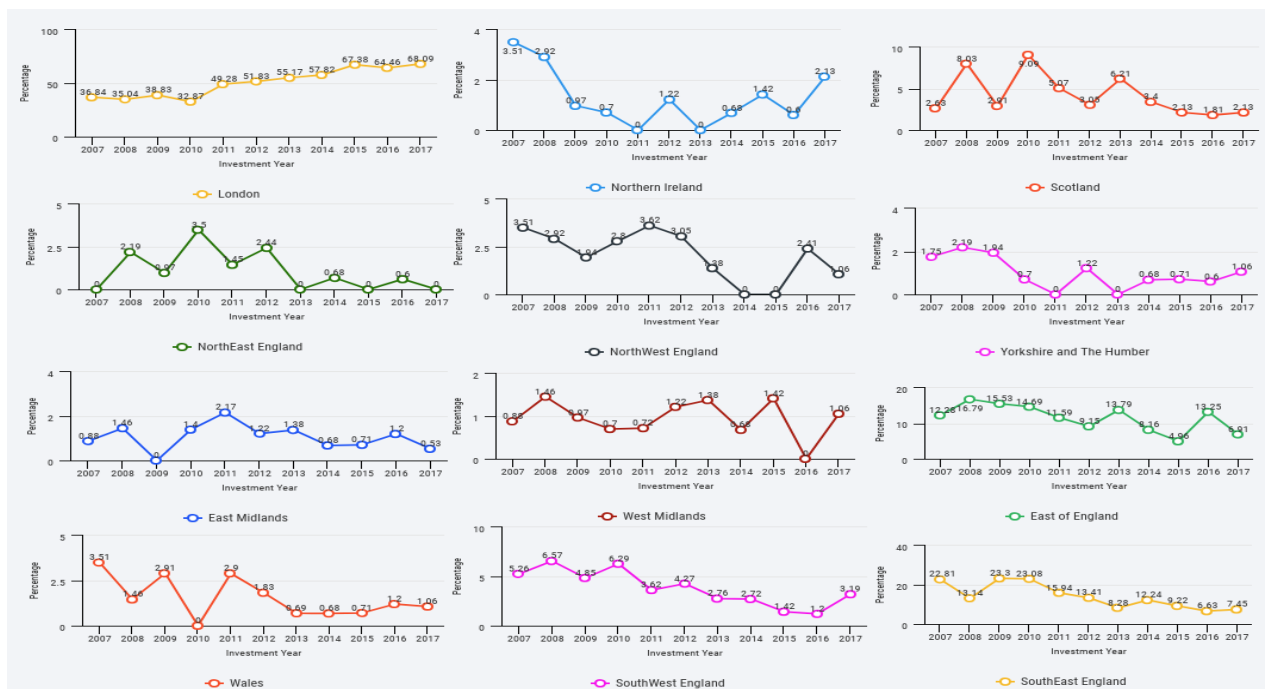 100
50
0
Percentage
36.84 35.04 38.83 32.87 49.28 51.83 55.17 57.82 67.38 64.46 68.09
2007 2008 2009 2010 2011 2012 2013 2014 2015 2016 2017
Investment Year
London
4
2
0
Percentage
3.51 2.92 0.97 0.7 0 1.22 0 0.68 1.42 0.6 2.13
2007 2008 2009 2010 2011 2012 2013 2014 2015 2016 2017
Investment Year
Northern Ireland
10
5
0
Percentage
2.63 8.03 2.91 9.09 5.07 3.05 6.21 3.4 2.13 1.81 2.13
2007 2008 2009 2010 2011 2012 2013 2014 2015 2016 2017
Investment Year
Scotland
5
2.5
0
Percentage
0 2.19 0.97 3.5 1.45 2.44 0 0.68 0 0.6 0
2007 2008 2009 2010 2011 2012 2013 2014 2015 2016 2017
Investment Year
NorthEast England
5
2.5
0
Percentage
3.51 2.92 1.94 2.8 3.62 3.05 1.38 0 0 2.41 1.06
2007 2008 2009 2010 2011 2012 2013 2014 2015 2016 2017
Investment Year
NorthWest England
4
2
0
Percentage
1.75 2.19 1.94 0.7 0 1.22 0 0.68 0.71 0.6 1.06
2007 2008 2009 2010 2011 2012 2013 2014 2015 2016 2017
Investment Year
Yorkshire and The Humber
4
2
0
Percentage
0.88 1.46 0 1.4 2.17 1.22 1.38 0.68 0.71 1.2 0.53
2007 2008 2009 2010 2011 2012 2013 2014 2015 2016 2017
Investment Year
East Midlands
2
1
0
Percentage
0.88 1.46 0.97 0.7 0.72 1.22 1.38 0.68 1.42 0 1.06
2007 2008 2009 2010 2011 2012 2013 2014 2015 2016 2017
Investment Year
West Midlands
20
10
0
Percentage
12.28 16.79 15.53 14.69 11.59 9.15 13.79 8.16 4.96 13.25 6.91
2007 2008 2009 2010 2011 2012 2013 2014 2015 2016 2017
Investment Year
East of England
5
2.5
0
Percentage
3.51 1.46 2.91 0 2.9 1.83 0.69 0.68 0.71 1.2 1.06
2007 2008 2009 2010 2011 2012 2013 2014 2015 2016 2017
Investment Year
Wales
10
5
0
Percentage
5.26 6.57 4.85 6.29 3.62 4.27 2.76 2.72 1.42 1.2 3.19
2007 2008 2009 2010 2011 2012 2013 2014 2015 2016 2017
Investment Year
SouthWest England
40
20
0
Percentage
22.81 13.14 23.3 23.08 15.94 13.41 8.28 12.24 9.22 6.63 7.45
2007 2008 2009 2010 2011 2012 2013 2014 2015 2016 2017
Investment Year
SouthEast England